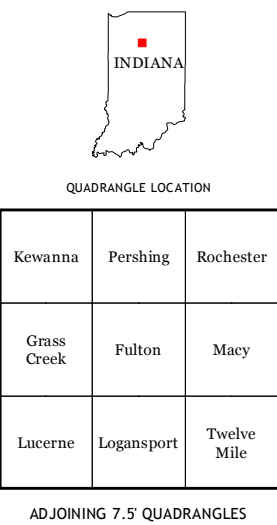 INDIANA
QUADRANGLE LOCATION
Kewanna
Pershing
Rochester
Grass
Creek
Fulton
Macy
Lucerne
Logansport
Twelve
Mile
ADJOINING 7.5' QUADRANGLES